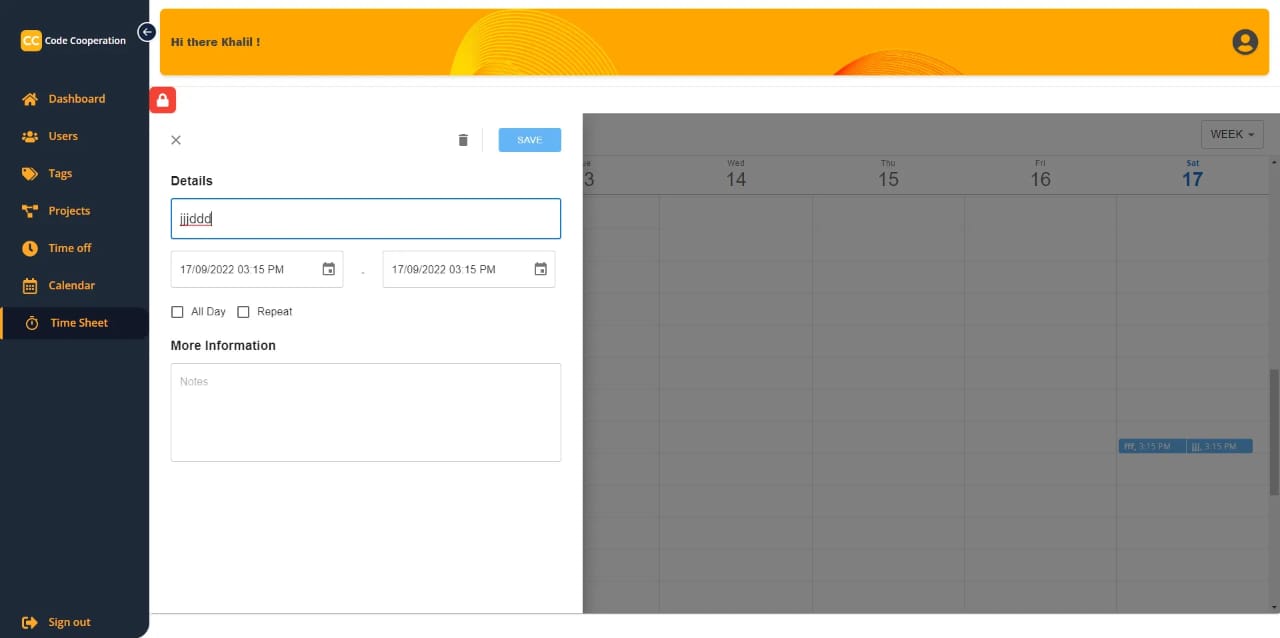 CC Code Cooperation
Dashboard
Users
Tags
Projects
Time off
Calendar
Time Sheet
Sign out
Hi there Khalil !
SAVE
Details
jjjddd
17/09/2022 03:15 PM - 17/09/2022 03:15 PM
All Day Repeat
More Information
Notes
WEEK
ue Wed Thu Fri Sat
3 14 15 16 17
fff, 3:15 PM jjj, 3:15 PM